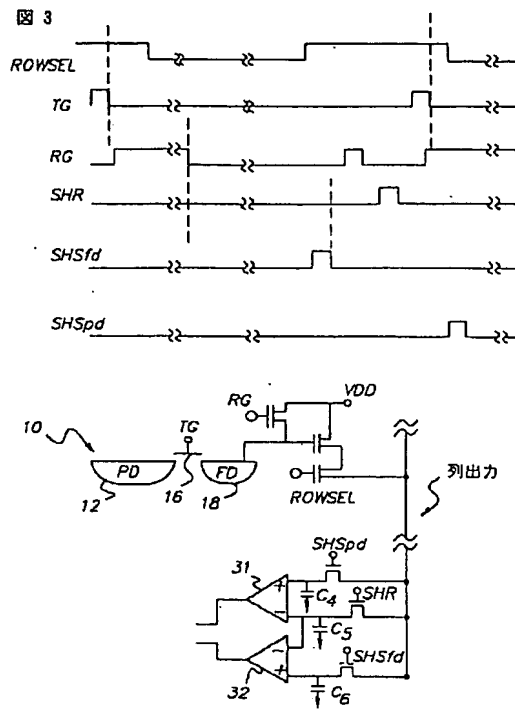 図 3
ROWSEL
TG
RG
SHR
SHSfd
SHSpd
RG
VDD
10
TG
PD
FD
12
16
18
ROWSEL
列出力
SHSpd
31
+
C4
SHR
−
C5
−
SHSfd
+
32
C6